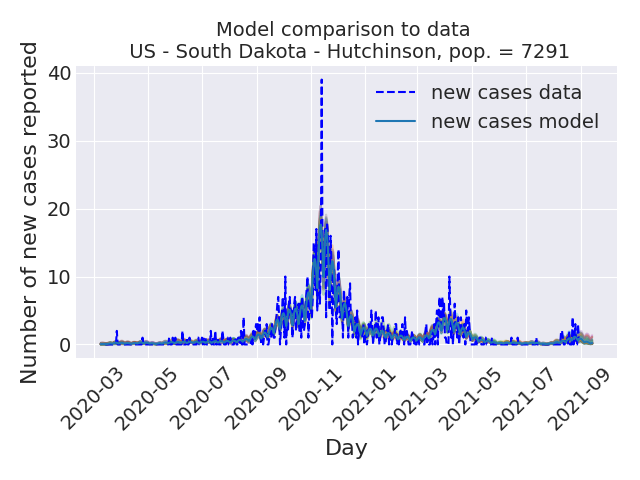 Model comparison to data
US - South Dakota - Hutchinson, pop. = 7291
Number of new cases reported
40
30
20
10
0
new cases data
new cases model
2020-03
2020-05
2020-07
2020-09
2020-11
2021-01
2021-03
2021-05
2021-07
2021-09
Day